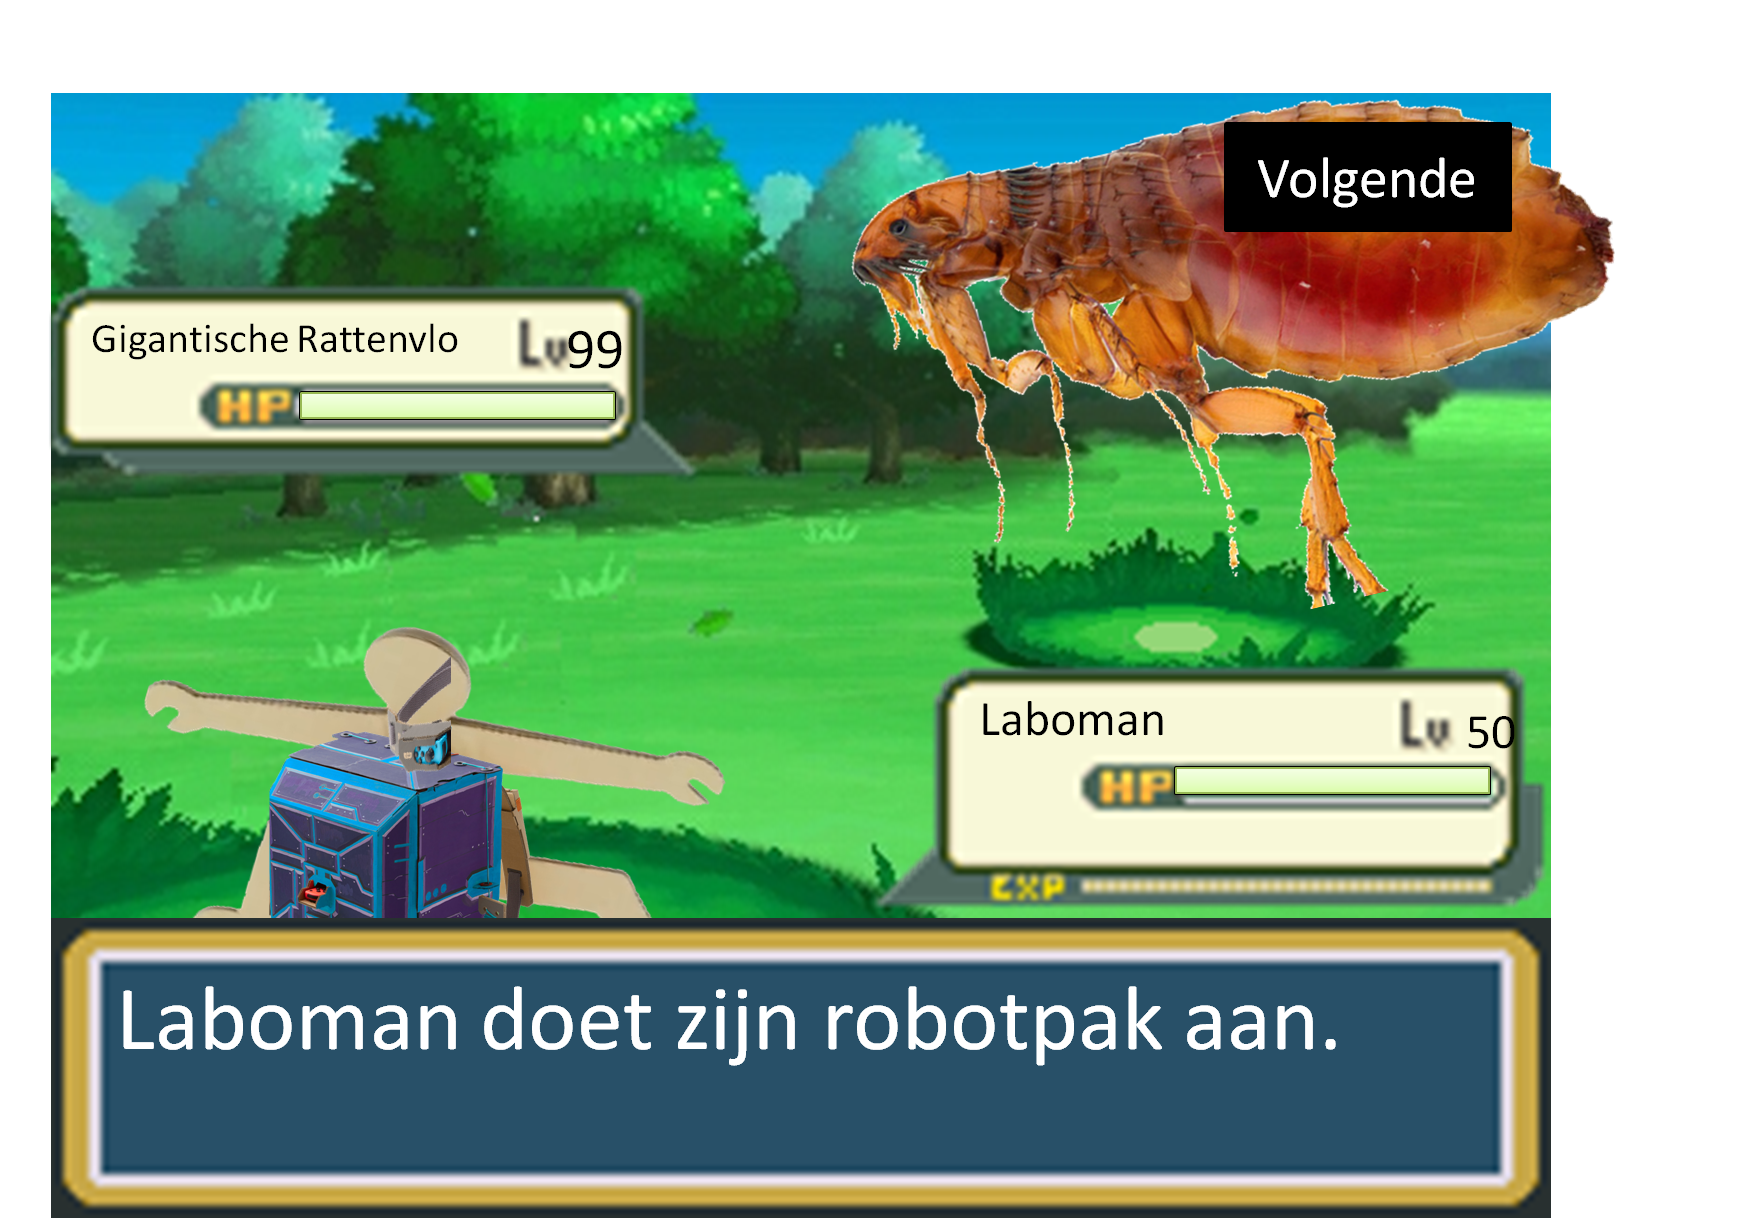 Volgende
Gigantische Rattenvlo Lv99
HP
Laboman Lv 50
HP
EXP
Laboman doet zijn robotpak aan.